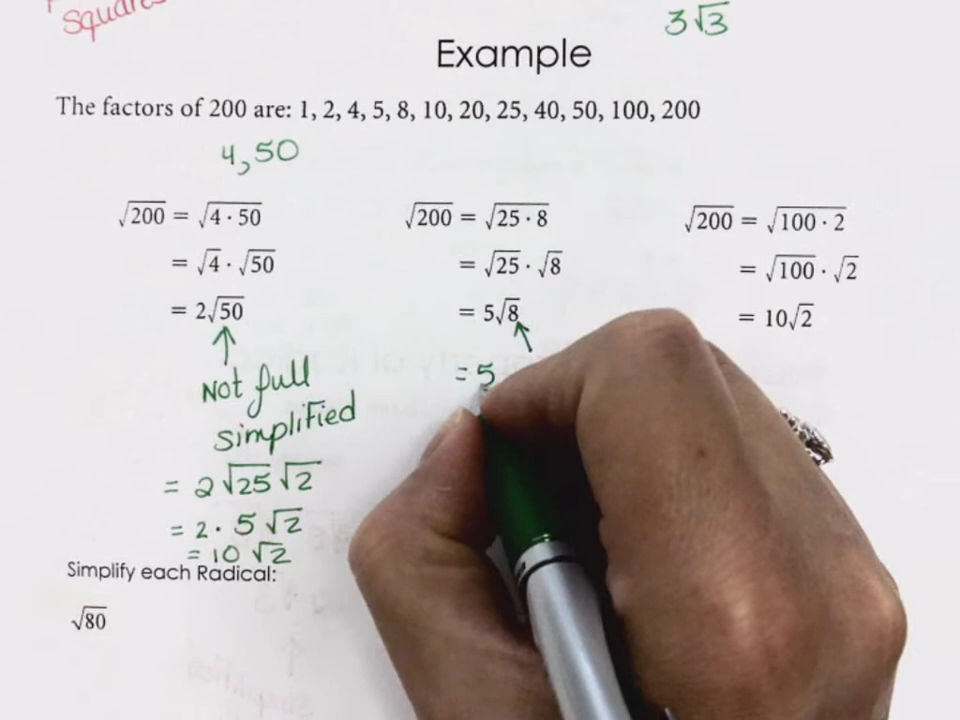 Squares
3√3
Example
The factors of 200 are: 1, 2, 4, 5, 8, 10, 20, 25, 40, 50, 100, 200
4,50
√200 = √4 · 50
= √4 · √50
= 2√50
Not full
simplified
= 2 √25 √2
= 2 · 5 √2
= 10 √2
√200 = √25 · 8
= √25 · √8
= 5√8
= 5
√200 = √100 · 2
= √100 · √2
= 10√2
Simplify each Radical:
√80